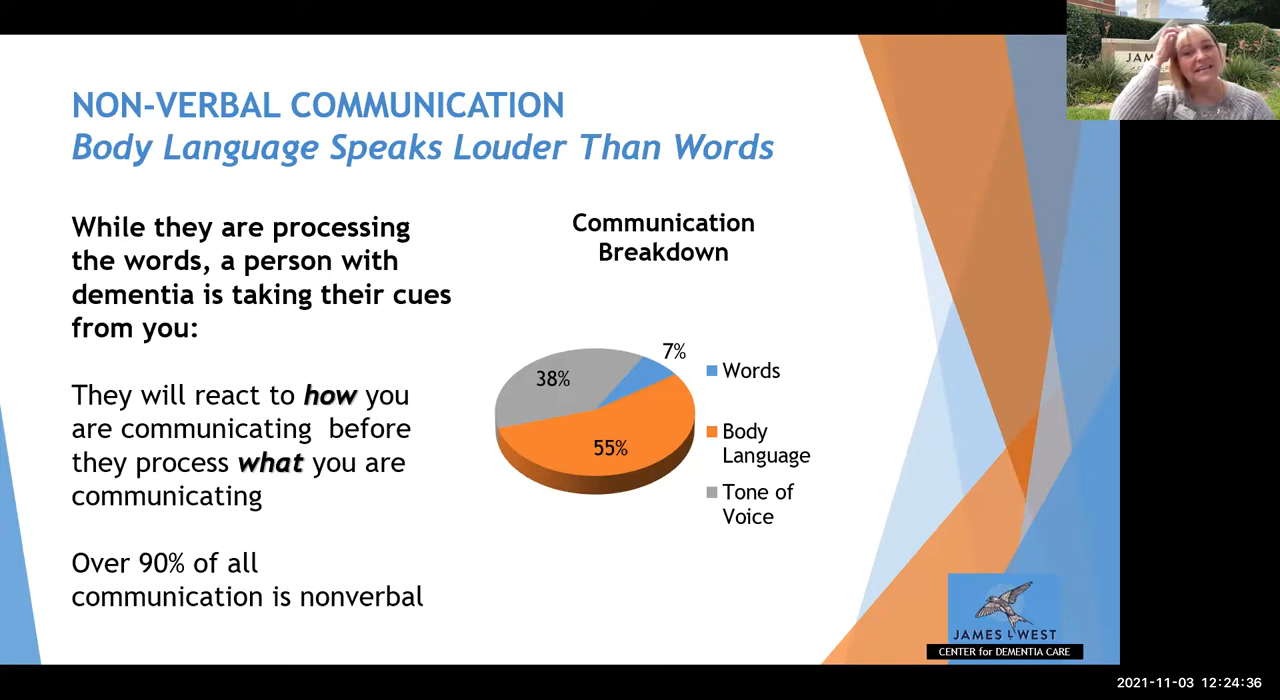 NON-VERBAL COMMUNICATION
Body Language Speaks Louder Than Words
While they are processing
the words, a person with
dementia is taking their cues
from you:
They will react to how you
are communicating before
they process what you are
communicating
Over 90% of all
communication is nonverbal
Communication
Breakdown
7%
38%
55%
Words
Body
Language
Tone of
Voice
JAM
JAMES L WEST
CENTER for DEMENTIA CARE
2021-11-03 12:24:36